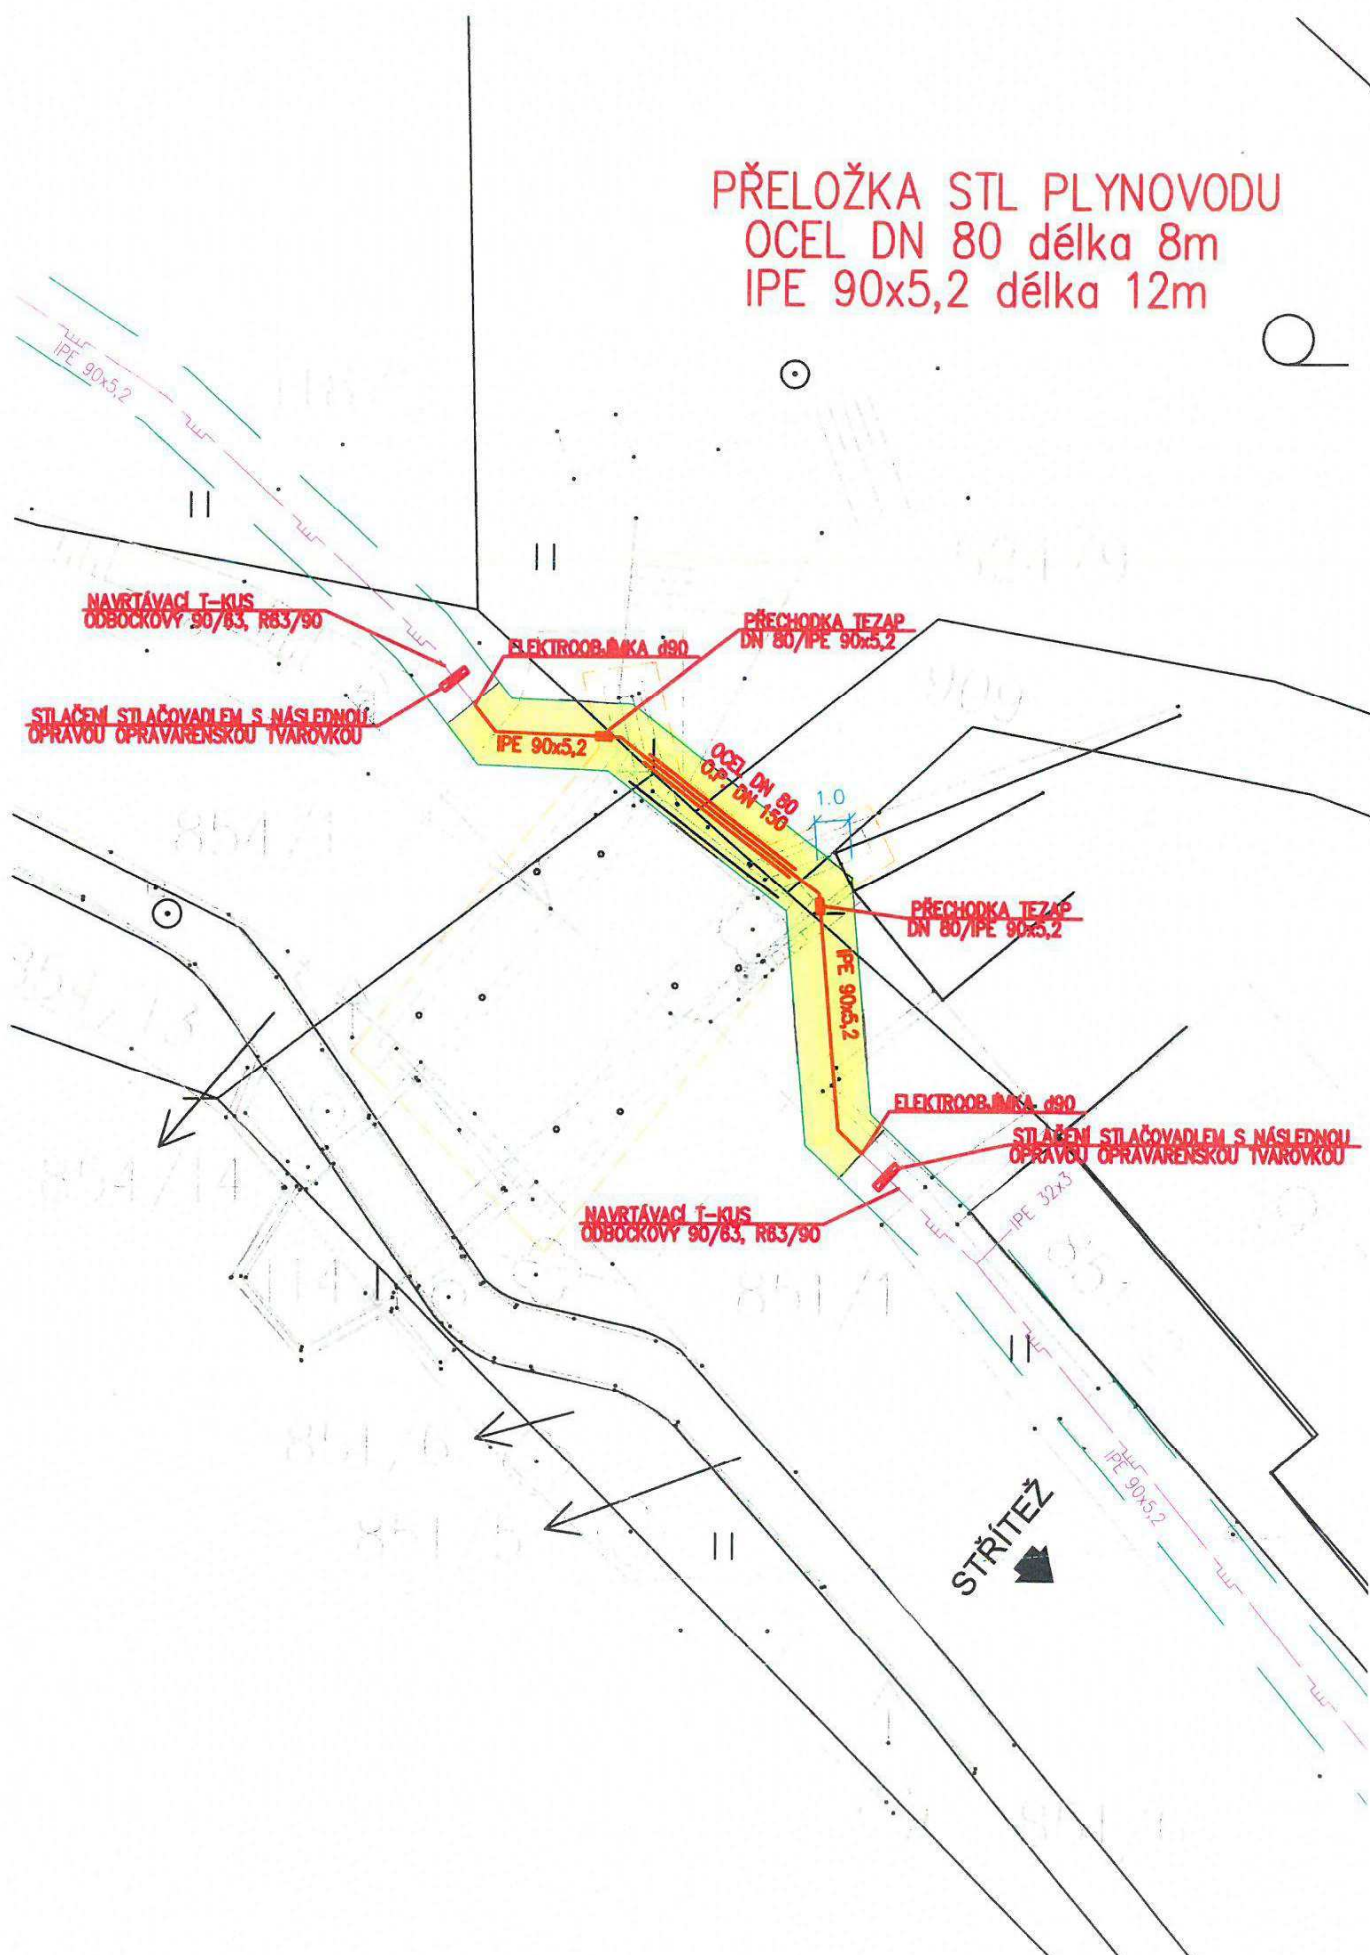 PŘELOŽKA STL PLYNOVODU
OCEL DN 80 délka 8m
IPE 90x5,2 délka 12m
IPE 90x5,2
NAVRTÁVACÍ T-KUS
ODBOČKOVÝ 90/63, R63/90
PŘECHODKA TEZAP
DN 80/IPE 90x5,2
ELEKTROOBJÍMKA d90
STLAČENÍ STLAČOVADLEM S NÁSLEDNOU
OPRAVOU OPRAVÁRENSKOU TVAROVKOU
IPE 90x5,2
OCEL DN 80
O.P. DN 150
1.0
PŘECHODKA TEZAP
DN 80/IPE 90x5,2
IPE 90x5,2
ELEKTROOBJÍMKA d90
STLAČENÍ STLAČOVADLEM S NÁSLEDNOU
OPRAVOU OPRAVÁRENSKOU TVAROVKOU
IPE 32x3
NAVRTÁVACÍ T-KUS
ODBOČKOVÝ 90/63, R63/90
IPE 90x5,2
STŘÍTEŽ